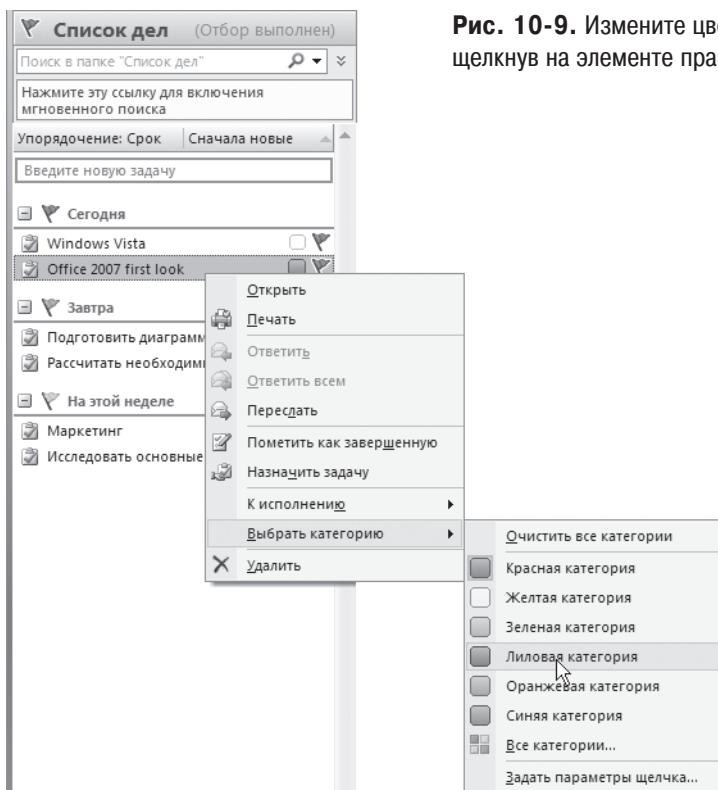 Список дел (Отбор выполнен)
Поиск в папке "Список дел"
Нажмите эту ссылку для включения
мгновенного поиска
Упорядочение: Срок Сначала новые
Введите новую задачу
Сегодня
Windows Vista
Office 2007 first look
Завтра
Подготовить диаграмм
Рассчитать необходим
На этой неделе
Маркетинг
Исследовать основные
Открыть
Печать
Ответить
Ответить всем
Переслать
Пометить как завершенную
Назначить задачу
К исполнению
Выбрать категорию
Удалить
Очистить все категории
Красная категория
Желтая категория
Зеленая категория
Лиловая категория
Оранжевая категория
Синяя категория
Все категории...
Задать параметры щелчка...
Рис. 10-9. Измените цв
щелкнув на элементе пра